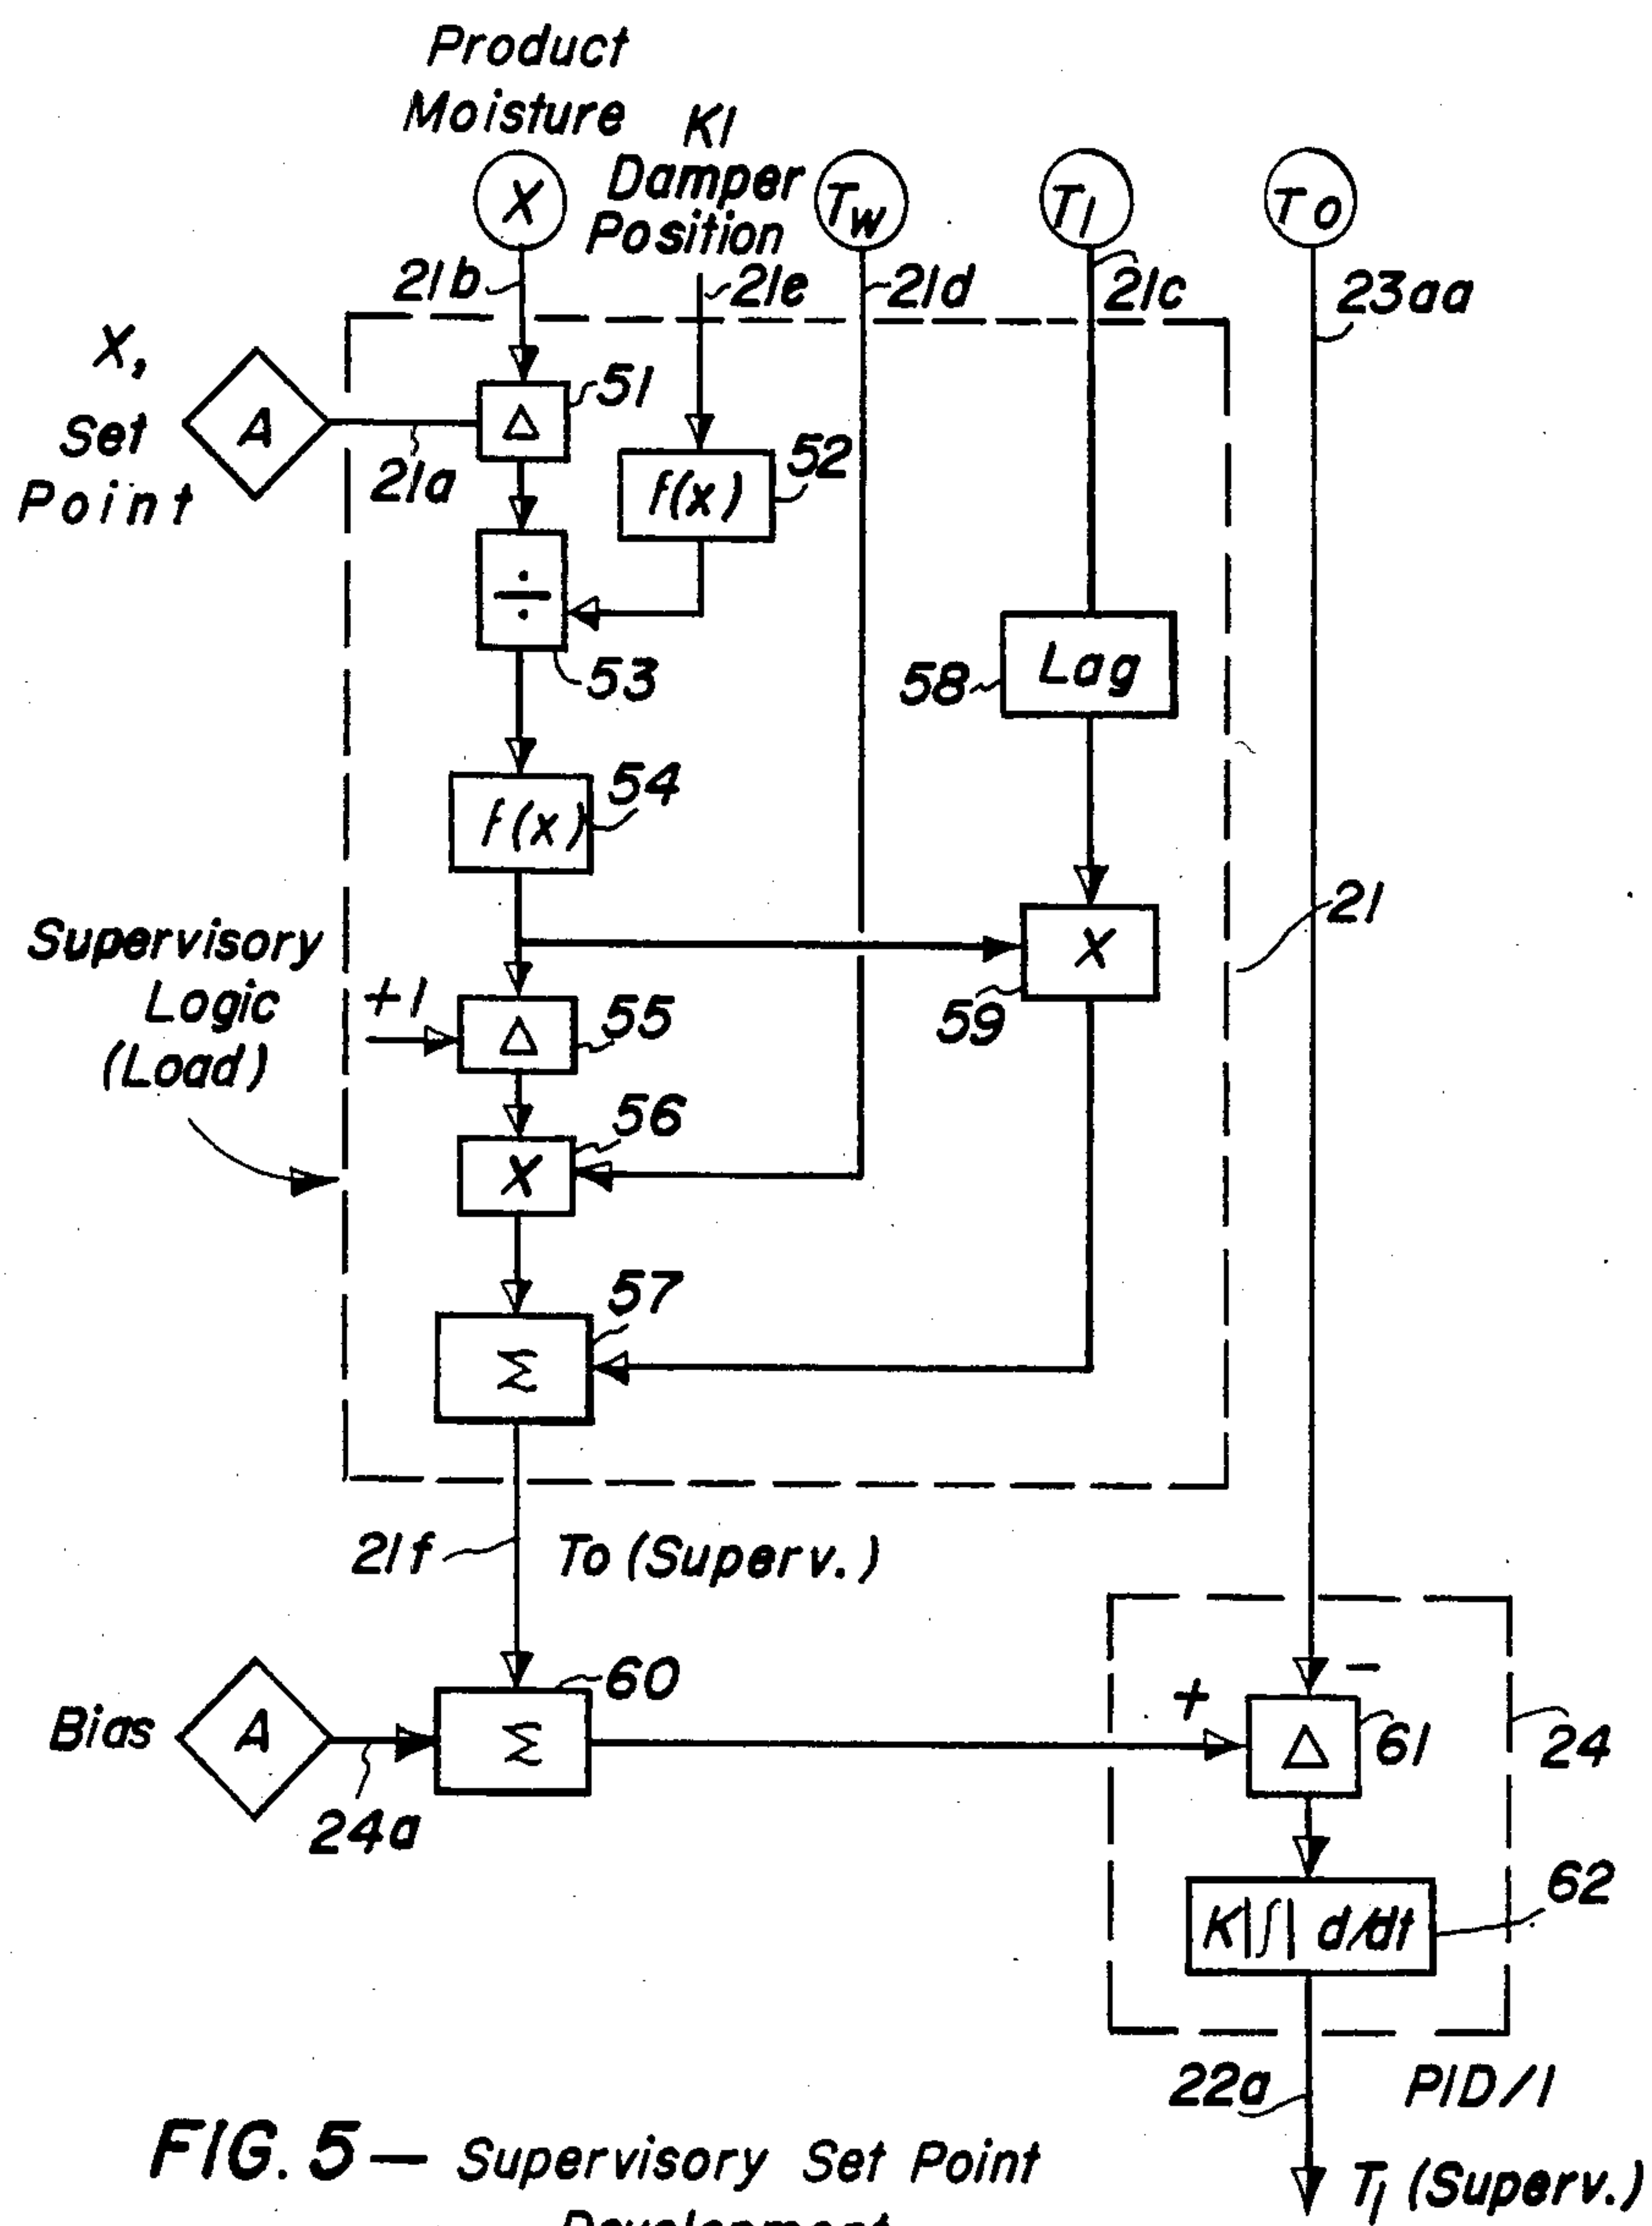 Product
Moisture
K1
Damper
Position
X
Tw
T1
To
21b
21e
21d
21c
23aa
X,
Set
Point
A
21a
Δ
51
f(x)
52
÷
53
Lag
58
f(x)
54
X
59
21
Supervisory
Logic
(Load)
+1
Δ
55
X
56
Σ
57
21f
To (Superv.)
Bias
A
24a
Σ
60
+
−
Δ
61
24
K|∫| d/dt
62
22a
PID/1
T1 (Superv.)
FIG. 5 — Supervisory Set Point
Development